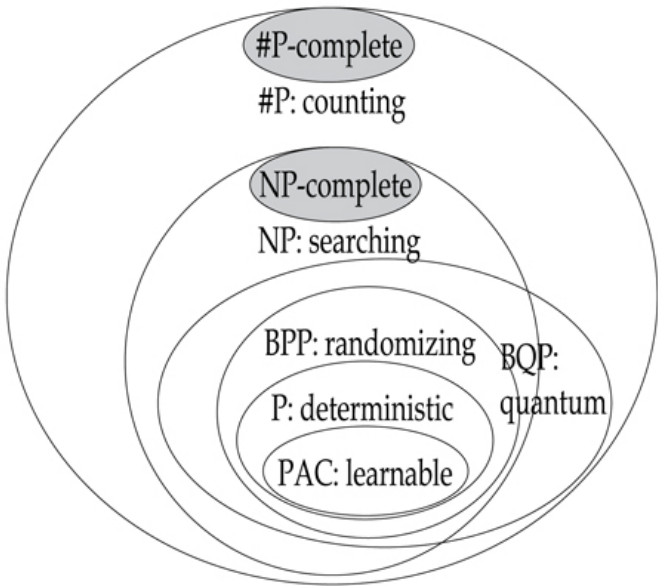 #P-complete
#P: counting
NP-complete
NP: searching
BPP: randomizing
BQP:
quantum
P: deterministic
PAC: learnable